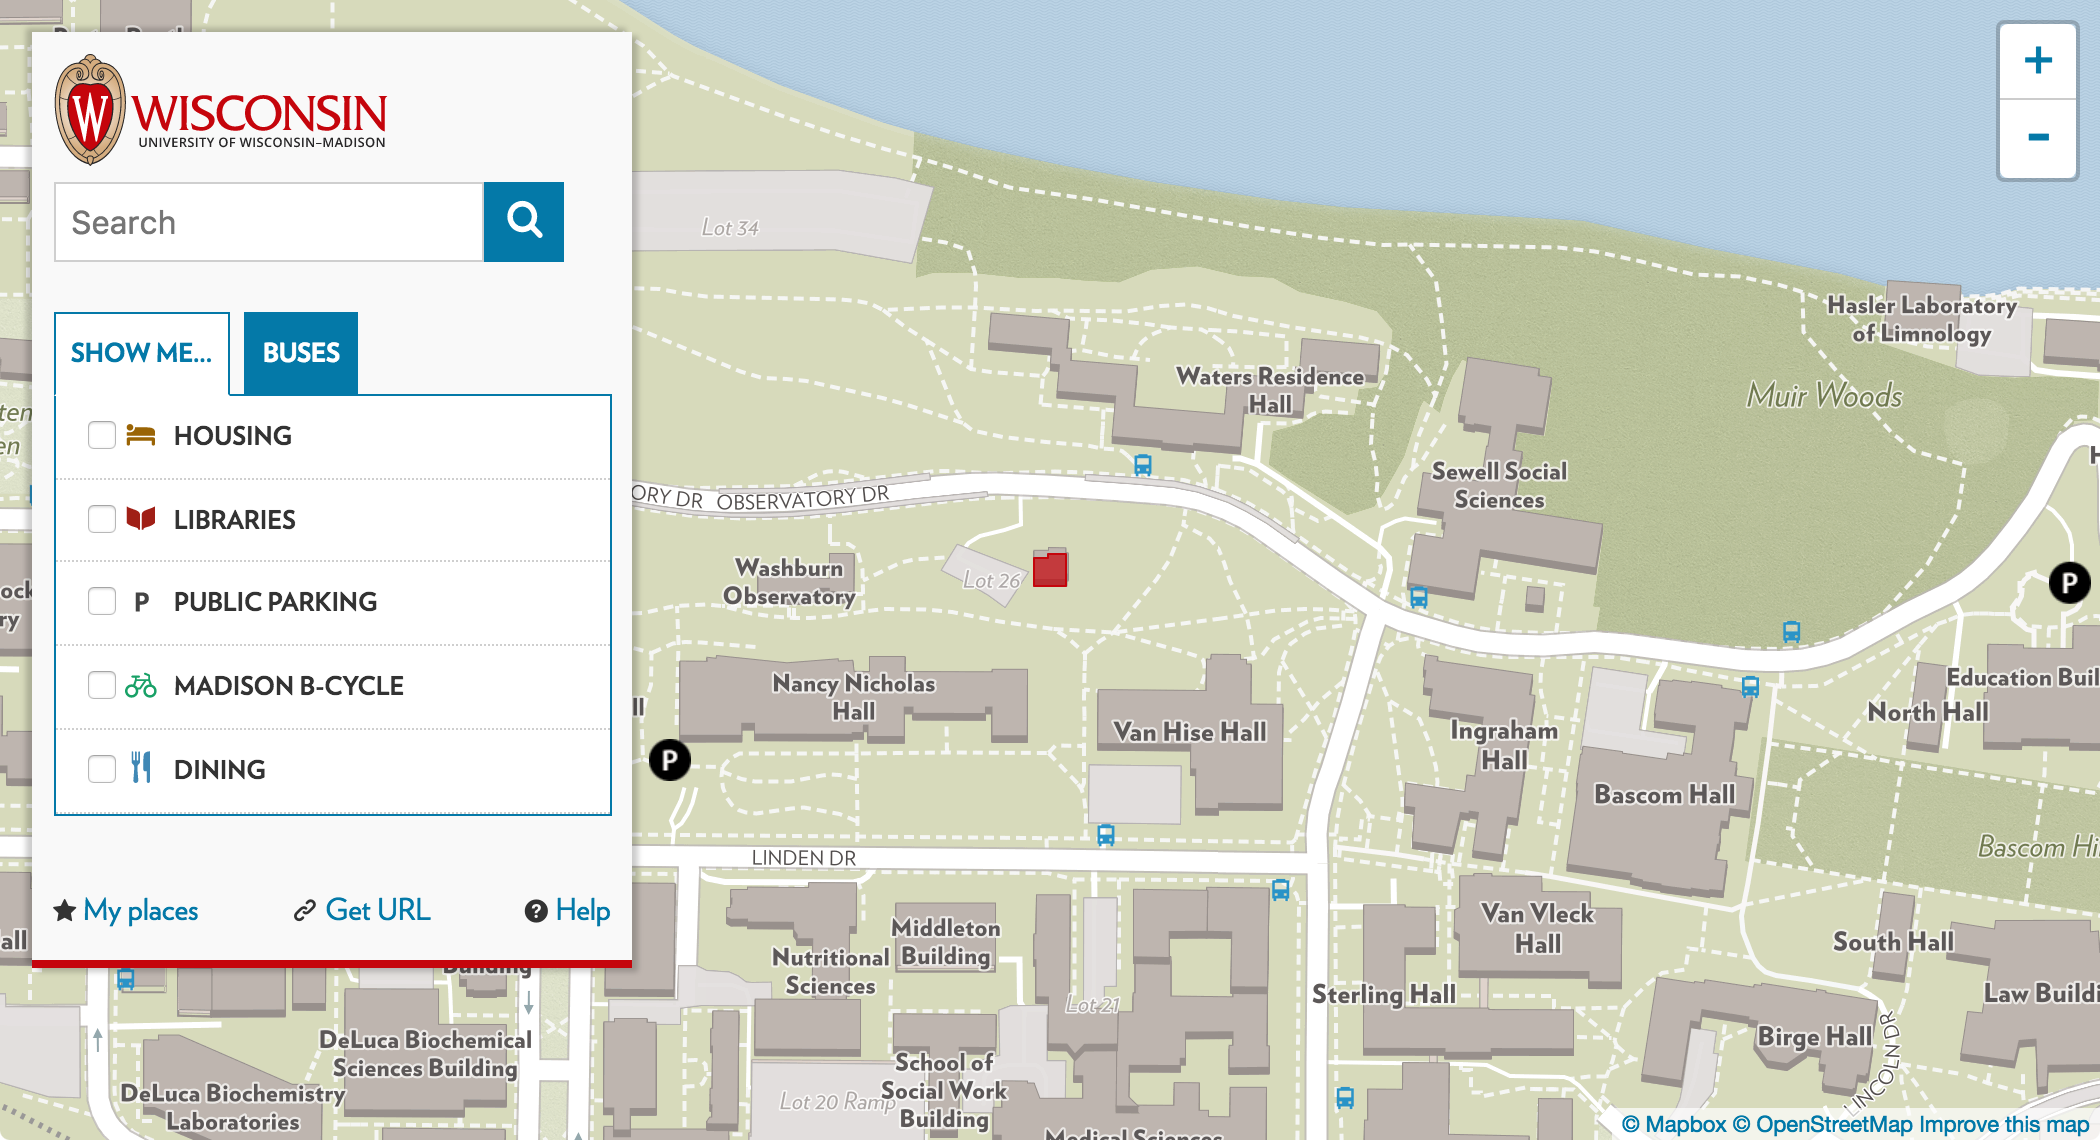 WISCONSIN
UNIVERSITY OF WISCONSIN–MADISON
Search
SHOW ME...
BUSES
HOUSING
LIBRARIES
P PUBLIC PARKING
MADISON B-CYCLE
DINING
My places
Get URL
Help
+
-
Lot 34
Hasler Laboratory
of Limnology
Muir Woods
Waters Residence
Hall
Sewell Social
Sciences
ORY DR
OBSERVATORY DR
Washburn
Observatory
Lot 26
P
Nancy Nicholas
Hall
Van Hise Hall
P
Ingraham
Hall
Bascom Hall
North Hall
Education Buil
Bascom Hi
LINDEN DR
Middleton
Building
Nutritional
Sciences
Lot 21
Van Vleck
Hall
Sterling Hall
South Hall
Law Buildi
Birge Hall
LINCOLN DR
School of
Social Work
Building
Lot 20 Ramp
Medical Sciences
Building
DeLuca Biochemical
Sciences Building
DeLuca Biochemistry
Laboratories
© Mapbox © OpenStreetMap Improve this map